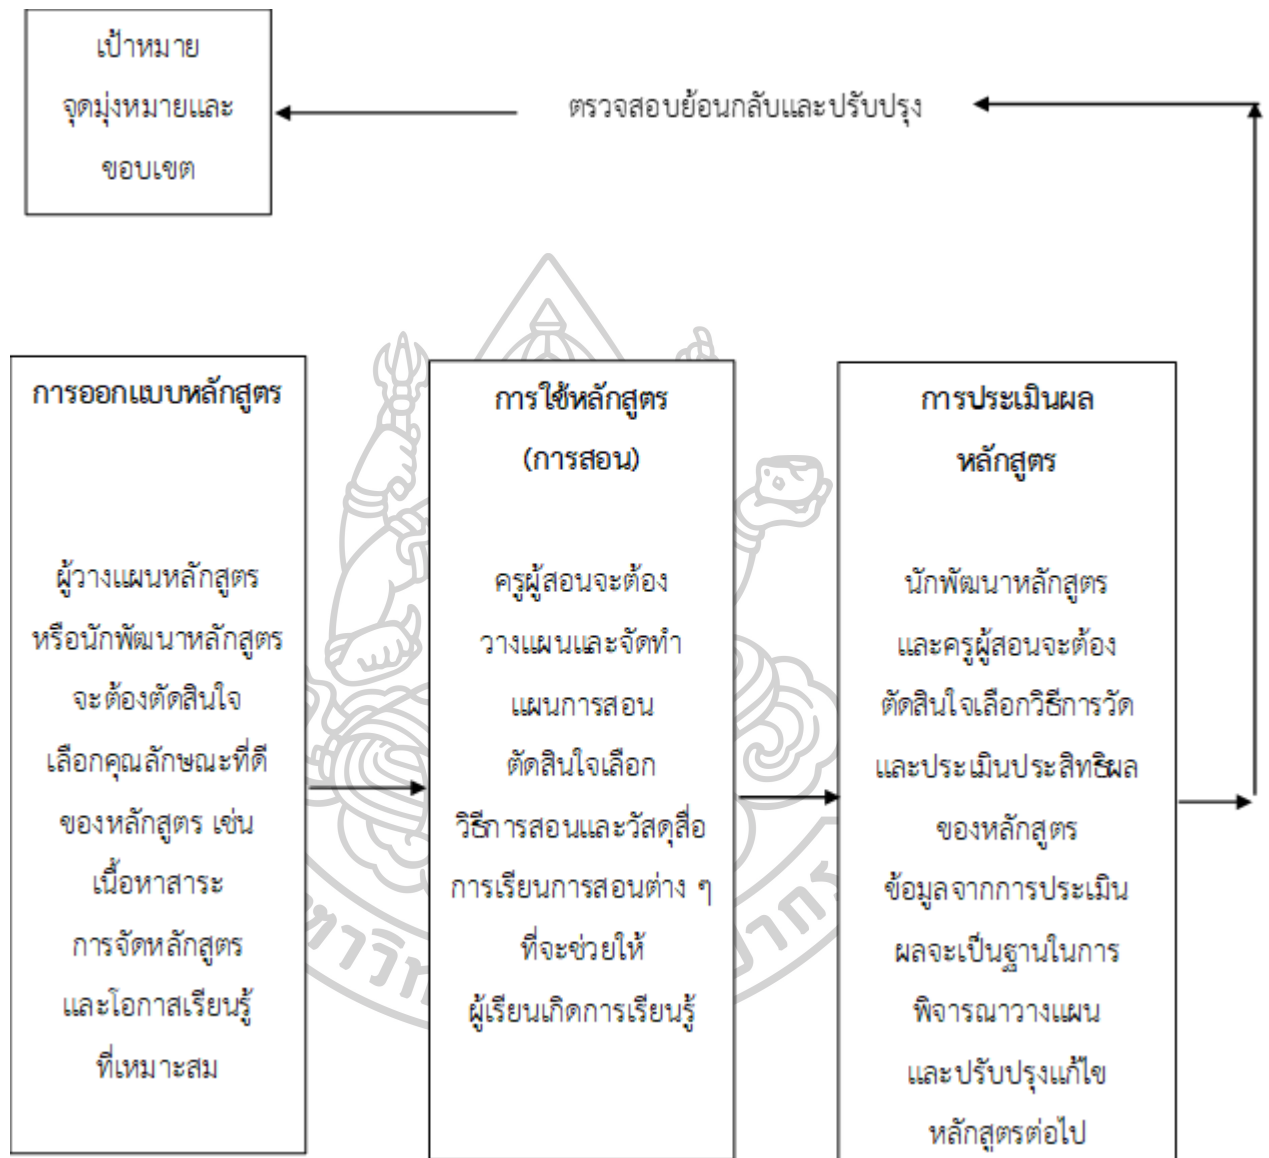 เป้าหมาย
จุดมุ่งหมายและ
ขอบเขต
ตรวจสอบย้อนกลับและปรับปรุง
การออกแบบหลักสูตร
ผู้วางแผนหลักสูตร
หรือนักพัฒนาหลักสูตร
จะต้องตัดสินใจ
เลือกคุณลักษณะที่ดี
ของหลักสูตร เช่น
เนื้อหาสาระ
การจัดหลักสูตร
และโอกาสเรียนรู้
ที่เหมาะสม
การใช้หลักสูตร
(การสอน)
ครูผู้สอนจะต้อง
วางแผนและจัดทำ
แผนการสอน
ตัดสินใจเลือก
วิธีการสอนและวัสดุสื่อ
การเรียนการสอนต่าง ๆ
ที่จะช่วยให้
ผู้เรียนเกิดการเรียนรู้
การประเมินผล
หลักสูตร
นักพัฒนาหลักสูตร
และครูผู้สอนจะต้อง
ตัดสินใจเลือกวิธีการวัด
และประเมินประสิทธิผล
ของหลักสูตร
ข้อมูลจากการประเมิน
ผลจะเป็นฐานในการ
พิจารณาวางแผน
และปรับปรุงแก้ไข
หลักสูตรต่อไป